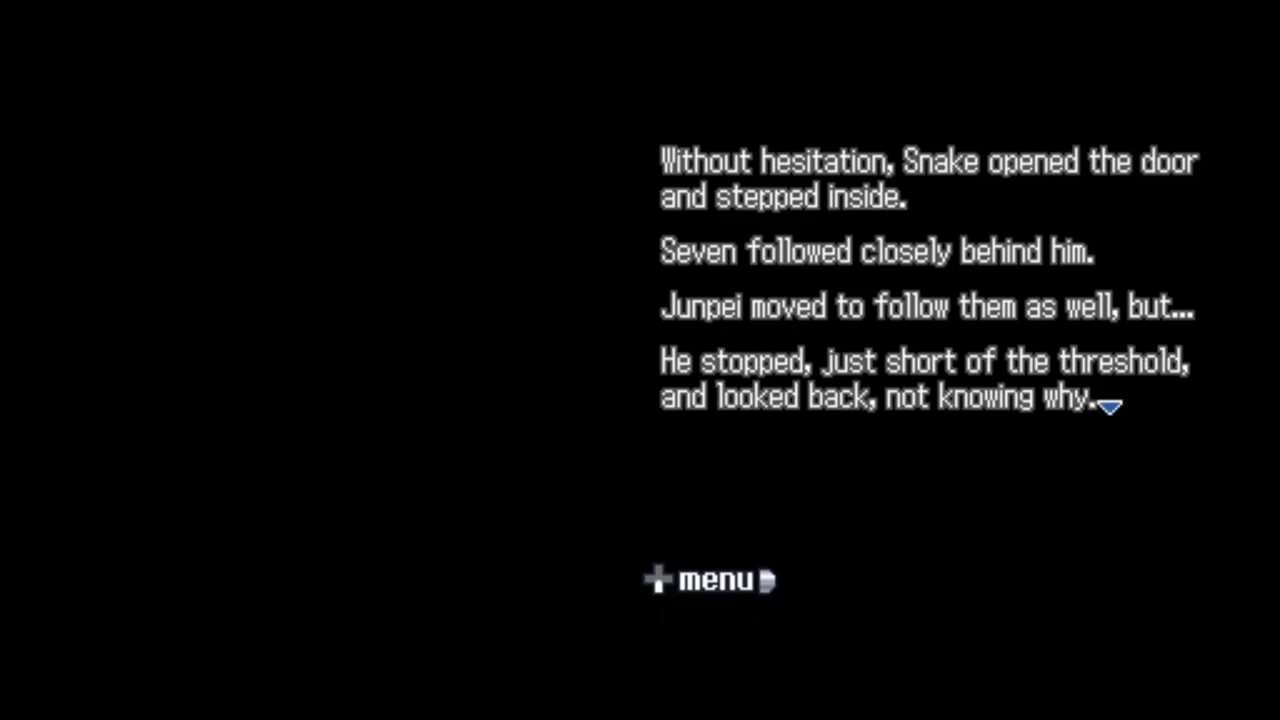 Without hesitation, Snake opened the door
and stepped inside.
Seven followed closely behind him.
Junpei moved to follow them as well, but...
He stopped, just short of the threshold,
and looked back, not knowing why.
menu